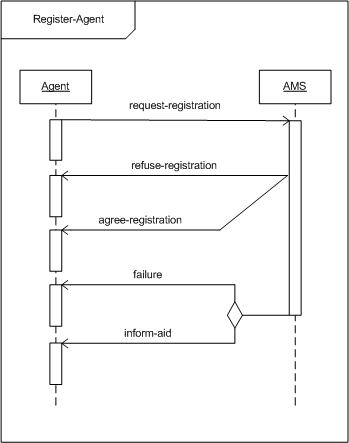 Register-Agent
Agent
AMS
request-registration
refuse-registration
agree-registration
failure
inform-aid